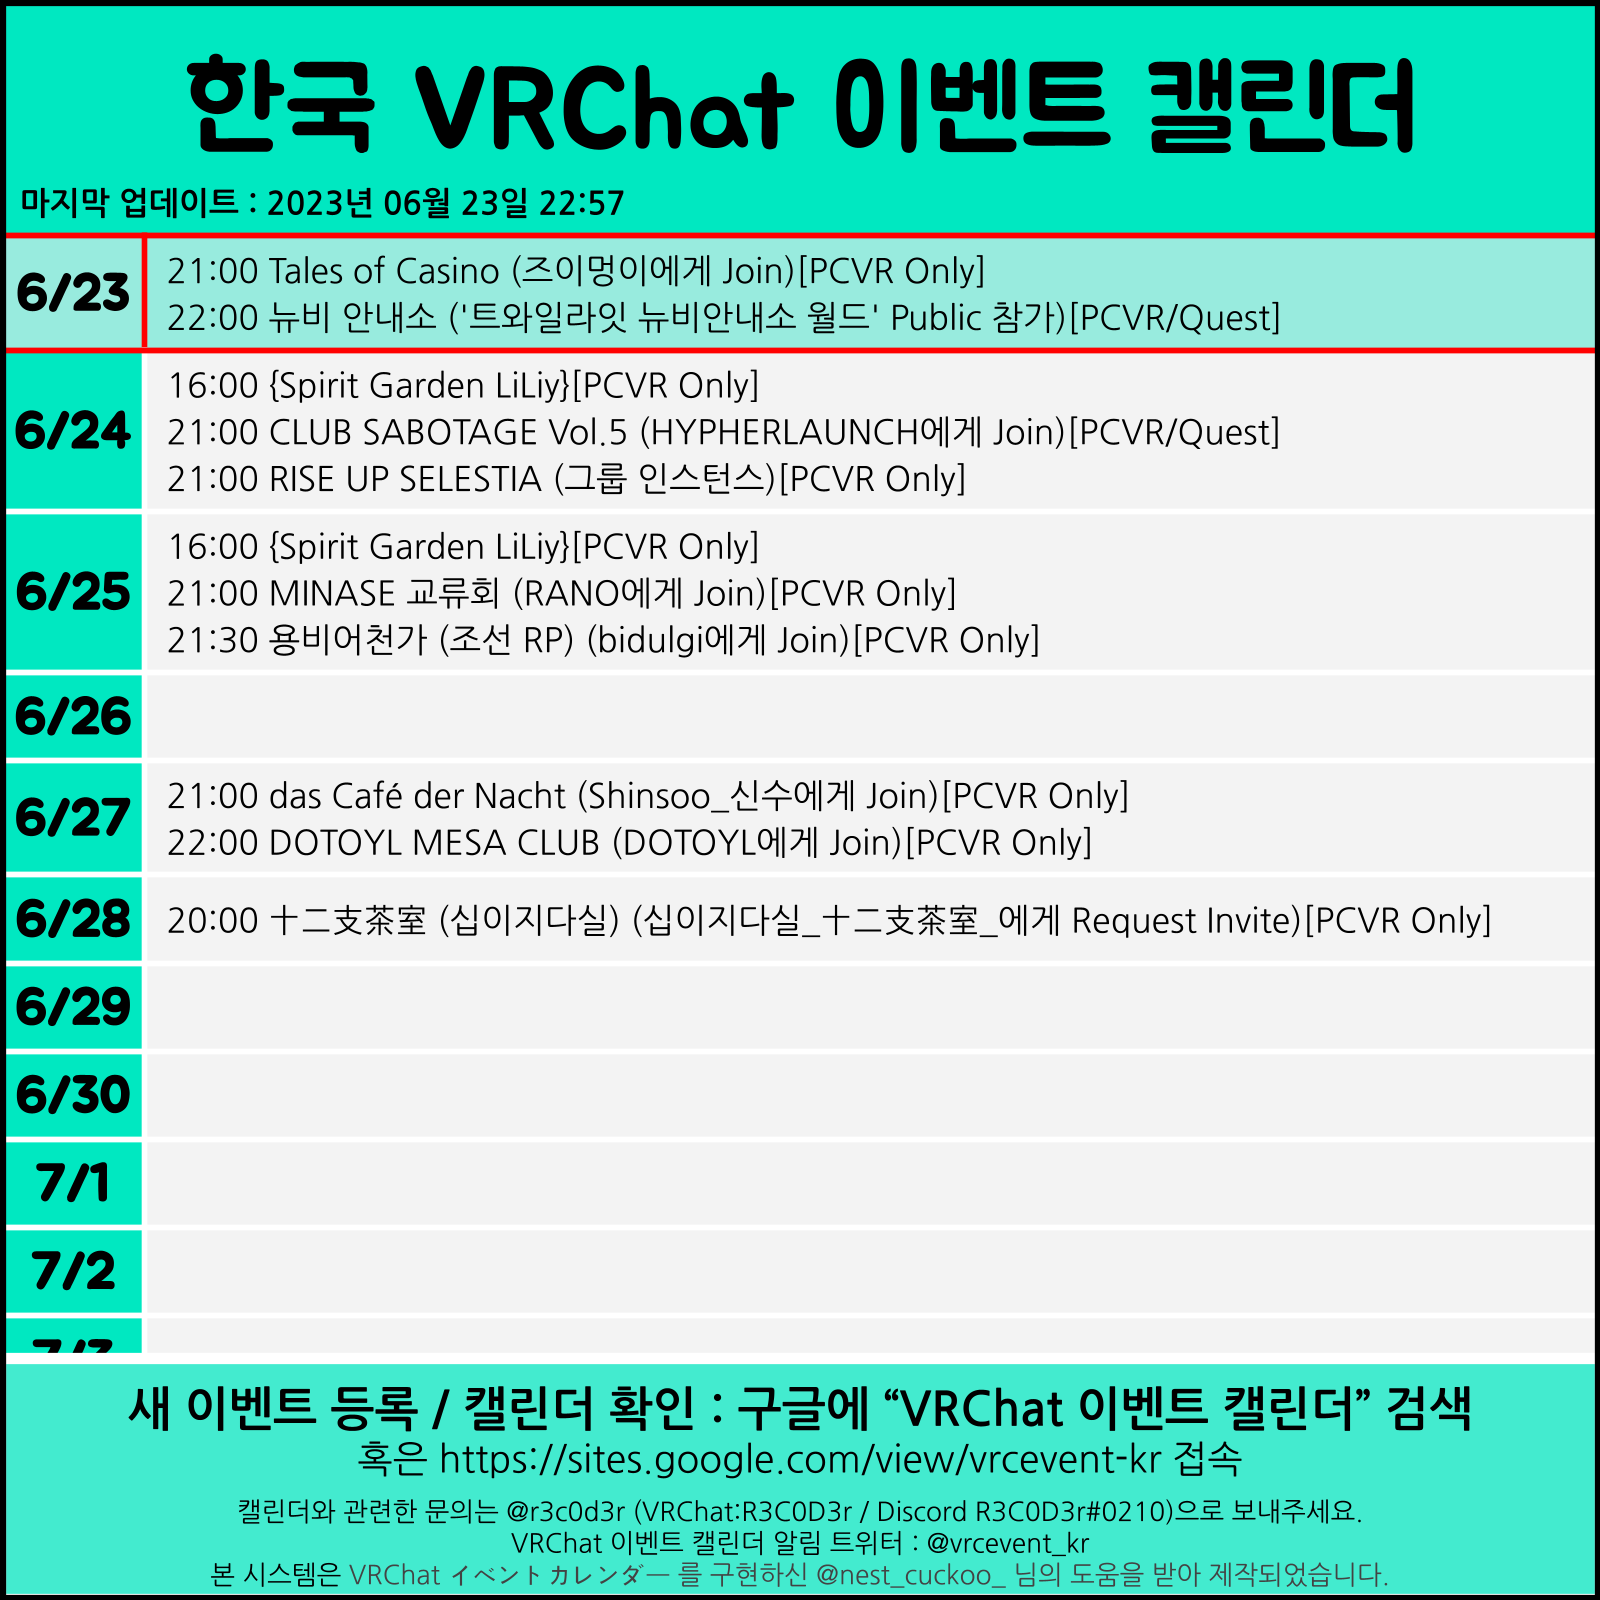 한국 VRChat 이벤트 캘린더
마지막 업데이트 : 2023년 06월 23일 22:57
6/23
21:00 Tales of Casino (즈이멍이에게 Join)[PCVR Only]
22:00 뉴비 안내소 ('트와일라잇 뉴비안내소 월드' Public 참가)[PCVR/Quest]
6/24
16:00 {Spirit Garden LiLiy}[PCVR Only]
21:00 CLUB SABOTAGE Vol.5 (HYPHERLAUNCH에게 Join)[PCVR/Quest]
21:00 RISE UP SELESTIA (그룹 인스턴스)[PCVR Only]
6/25
16:00 {Spirit Garden LiLiy}[PCVR Only]
21:00 MINASE 교류회 (RANO에게 Join)[PCVR Only]
21:30 용비어천가 (조선 RP) (bidulgi에게 Join)[PCVR Only]
6/26
6/27
21:00 das Café der Nacht (Shinsoo_신수에게 Join)[PCVR Only]
22:00 DOTOYL MESA CLUB (DOTOYL에게 Join)[PCVR Only]
6/28
20:00 十二支茶室 (십이지다실) (십이지다실_十二支茶室_에게 Request Invite)[PCVR Only]
6/29
6/30
7/1
7/2
7/3
새 이벤트 등록 / 캘린더 확인 : 구글에 “VRChat 이벤트 캘린더” 검색
혹은 https://sites.google.com/view/vrcevent-kr 접속
캘린더와 관련한 문의는 @r3c0d3r (VRChat:R3C0D3r / Discord R3C0D3r#0210)으로 보내주세요.
VRChat 이벤트 캘린더 알림 트위터 : @vrcevent_kr
본 시스템은 VRChat イベントカレンダー 를 구현하신 @nest_cuckoo_ 님의 도움을 받아 제작되었습니다.